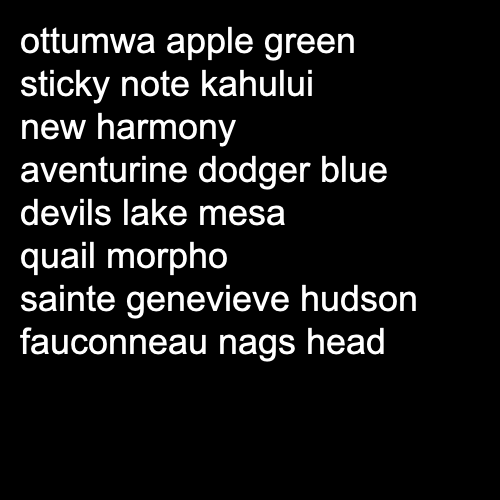 ottumwa apple green
sticky note kahului
new harmony
aventurine dodger blue
devils lake mesa
quail morpho
sainte genevieve hudson
fauconneau nags head